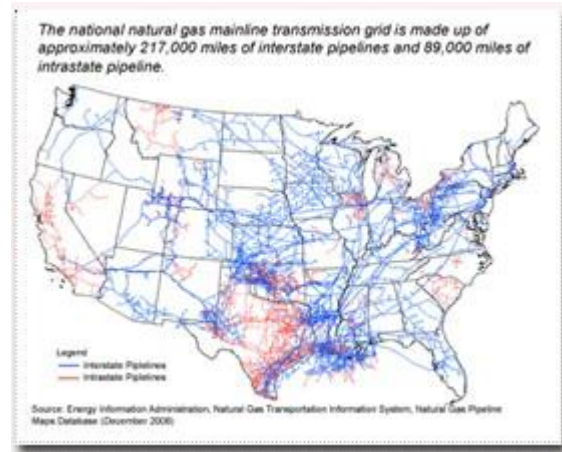 The national natural gas mainline transmission grid is made up of
approximately 217,000 miles of interstate pipelines and 89,000 miles of
intrastate pipeline.
Legend
Interstate Piplelines
Intrastate Piplelines
Source: Energy Information Administration, Natural Gas Transportation Information System, Natural Gas Pipeline
Maps Database (December 2008)